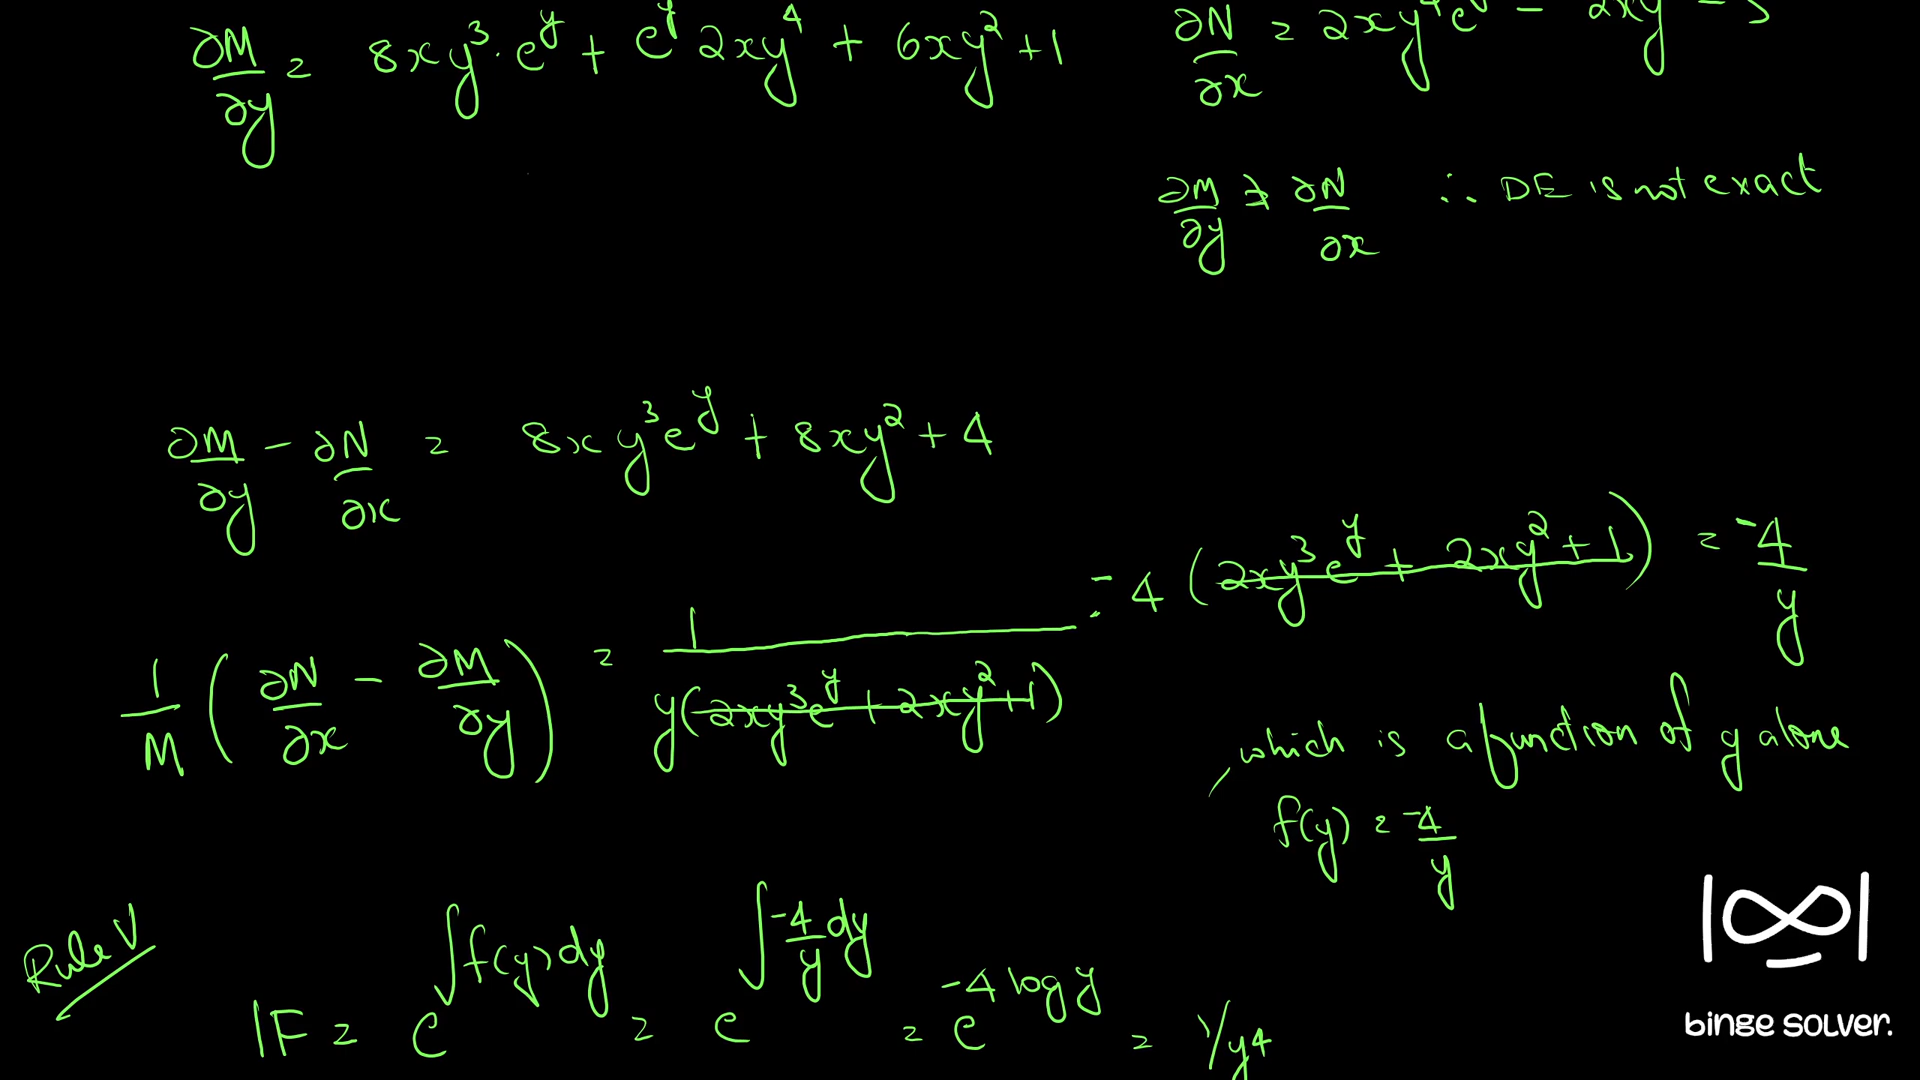 ∂M/∂y = 8xy³·e^y + e^y 2xy⁴ + 6xy² + 1
∂N/∂x = 2xy⁴e^y − 2xy² − 3
∂M/∂y ≠ ∂N/∂x ∴ DE is not exact
∂M/∂y − ∂N/∂x = 8xy³e^y + 8xy² + 4
1/M (∂N/∂x − ∂M/∂y) = 1/y(2xy³e^y + 2xy² + 1) · −4 (2xy³e^y + 2xy² + 1) = −4/y
, which is a function of y alone
f(y) = −4/y
Rule V
IF = e^∫f(y)dy = e^∫−4/y dy = e^−4 log y = 1/y4
binge solver.